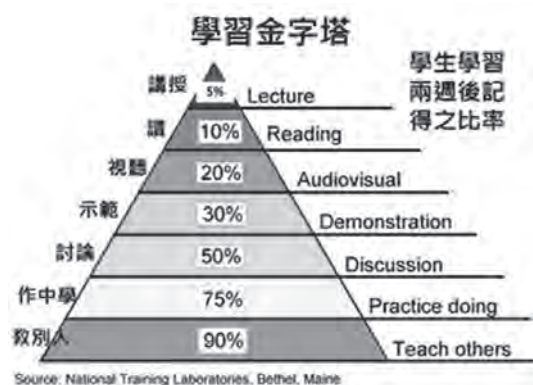 學習金字塔
學生學習
兩週後記
得之比率
講授 5% Lecture
讀 10% Reading
視聽 20% Audiovisual
示範 30% Demonstration
討論 50% Discussion
作中學 75% Practice doing
教別人 90% Teach others
Source: National Training Laboratories, Bethel, Maine